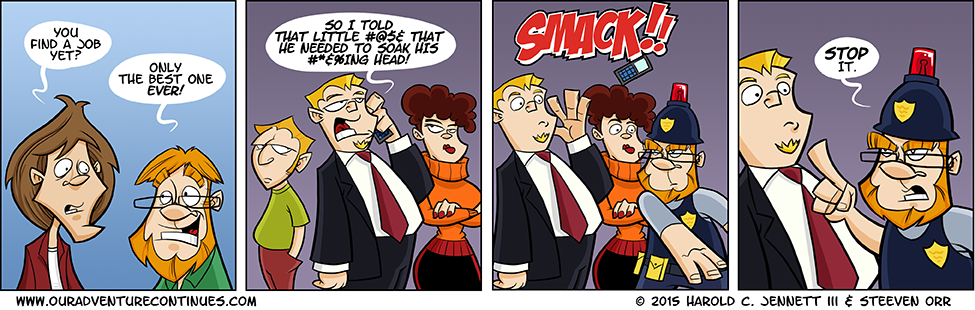 YOU
FIND A JOB
YET?
ONLY
THE BEST ONE
EVER!
SO I TOLD
THAT LITTLE #@$& THAT
HE NEEDED TO SOAK HIS
#*&%ING HEAD!
SMACK!!
STOP
IT.
WWW.OURADVENTURECONTINUES.COM
© 2015 HAROLD C. JENNETT III & STEEVEN ORR